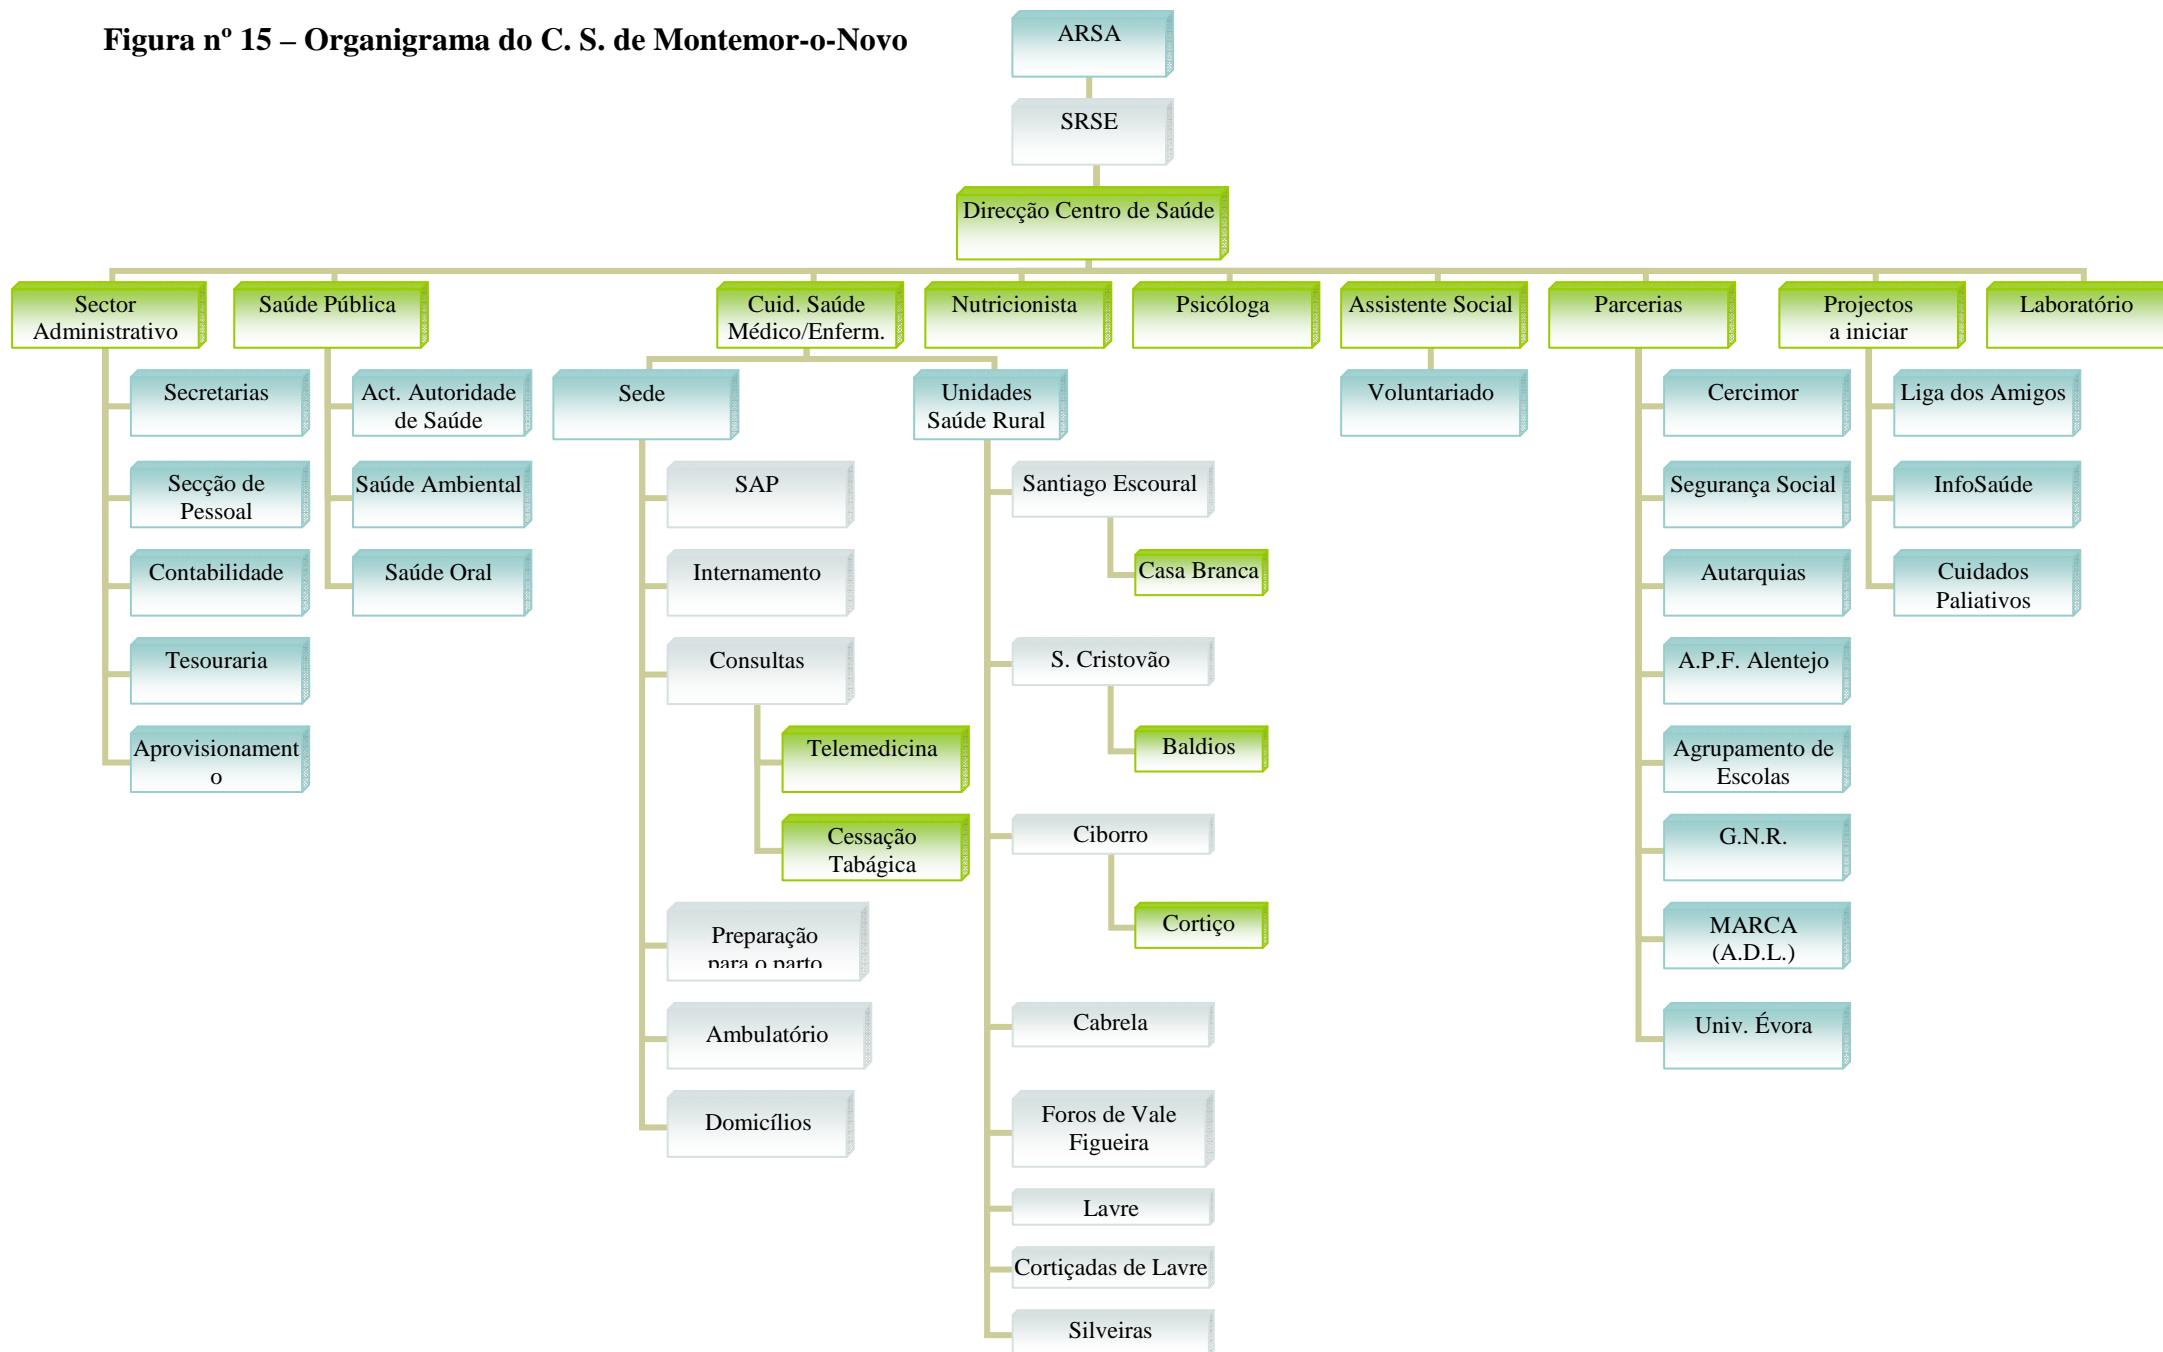 Figura nº 15 – Organigrama do C. S. de Montemor-o-Novo
ARSA
SRSE
Direcção Centro de Saúde
Sector
Administrativo
Saúde Pública
Cuid. Saúde
Médico/Enferm.
Nutricionista
Psicóloga
Assistente Social
Parcerias
Projectos
a iniciar
Laboratório
Secretarias
Secção de
Pessoal
Contabilidade
Tesouraria
Aprovisionament
o
Act. Autoridade
de Saúde
Saúde Ambiental
Saúde Oral
Sede
SAP
Internamento
Consultas
Telemedicina
Cessação
Tabágica
Preparação
para o parto
Ambulatório
Domicílios
Unidades
Saúde Rural
Santiago Escoural
Casa Branca
S. Cristovão
Baldios
Ciborro
Cortiço
Cabrela
Foros de Vale
Figueira
Lavre
Cortiçadas de Lavre
Silveiras
Voluntariado
Cercimor
Segurança Social
Autarquias
A.P.F. Alentejo
Agrupamento de
Escolas
G.N.R.
MARCA
(A.D.L.)
Univ. Évora
Liga dos Amigos
InfoSaúde
Cuidados
Paliativos